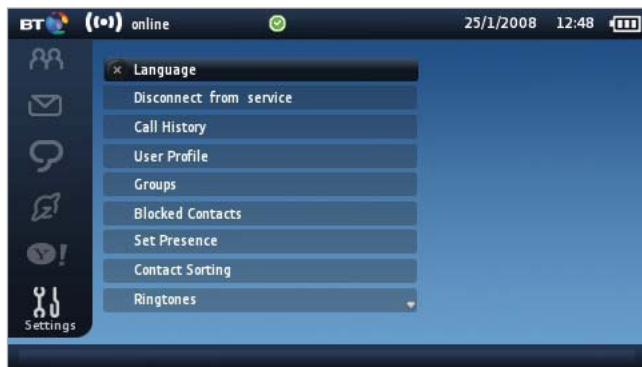 BT ((•)) online 25/1/2008 12:48
Language
Disconnect from service
Call History
User Profile
Groups
Blocked Contacts
Set Presence
Contact Sorting
Ringtones
Y!
Settings